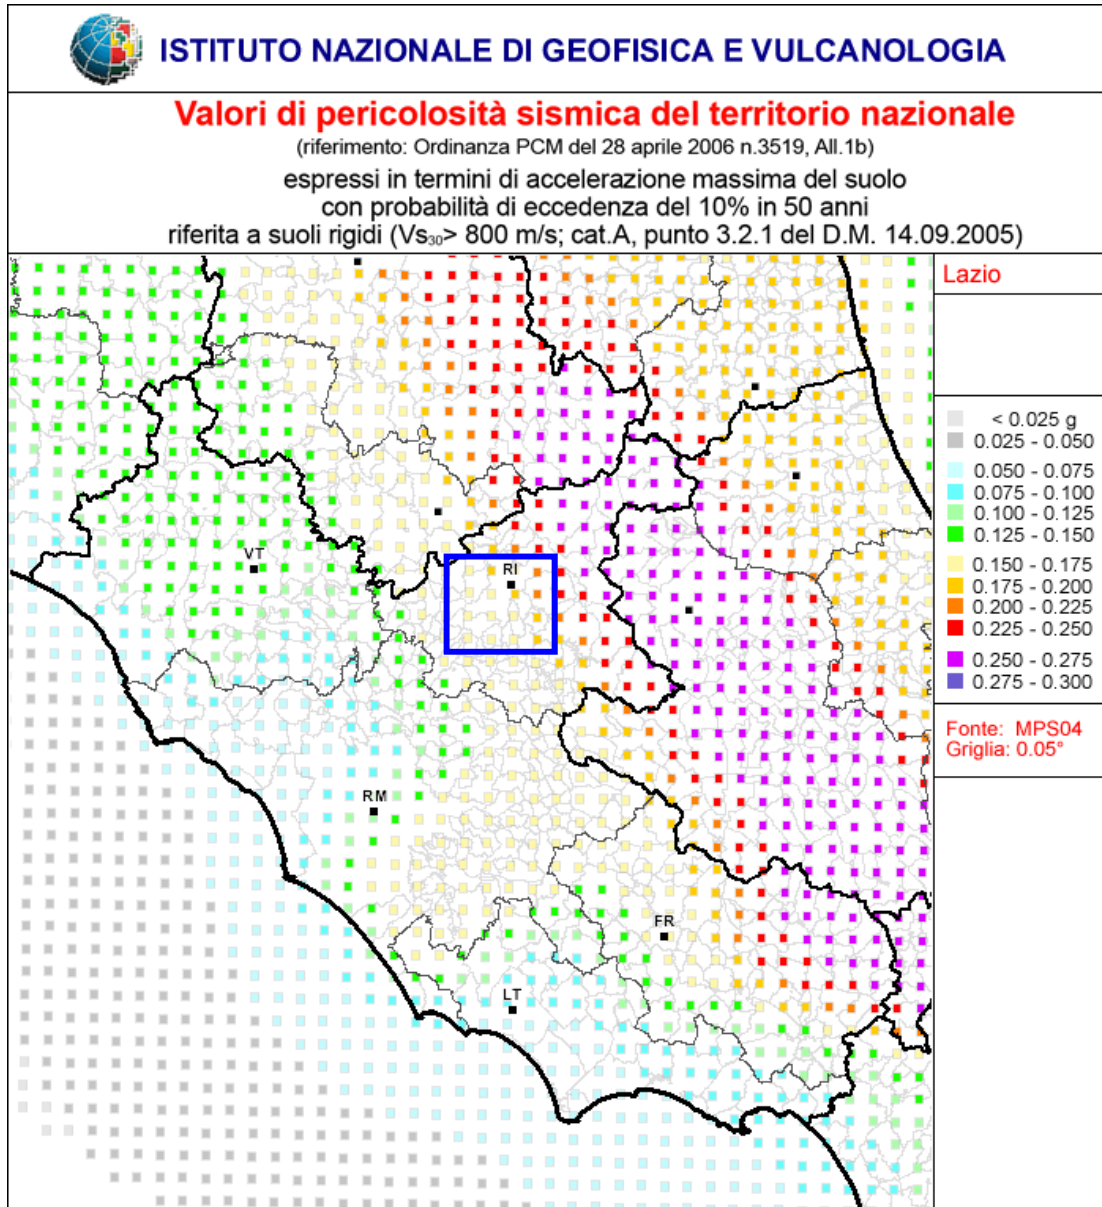 ISTITUTO NAZIONALE DI GEOFISICA E VULCANOLOGIA
Valori di pericolosità sismica del territorio nazionale
(riferimento: Ordinanza PCM del 28 aprile 2006 n.3519, All.1b)
espressi in termini di accelerazione massima del suolo
con probabilità di eccedenza del 10% in 50 anni
riferita a suoli rigidi (Vs30> 800 m/s; cat.A, punto 3.2.1 del D.M. 14.09.2005)
Lazio
< 0.025 g
0.025 - 0.050
0.050 - 0.075
0.075 - 0.100
0.100 - 0.125
0.125 - 0.150
0.150 - 0.175
0.175 - 0.200
0.200 - 0.225
0.225 - 0.250
0.250 - 0.275
0.275 - 0.300
Fonte: MPS04
Griglia: 0.05°
VT
RI
RM
FR
LT